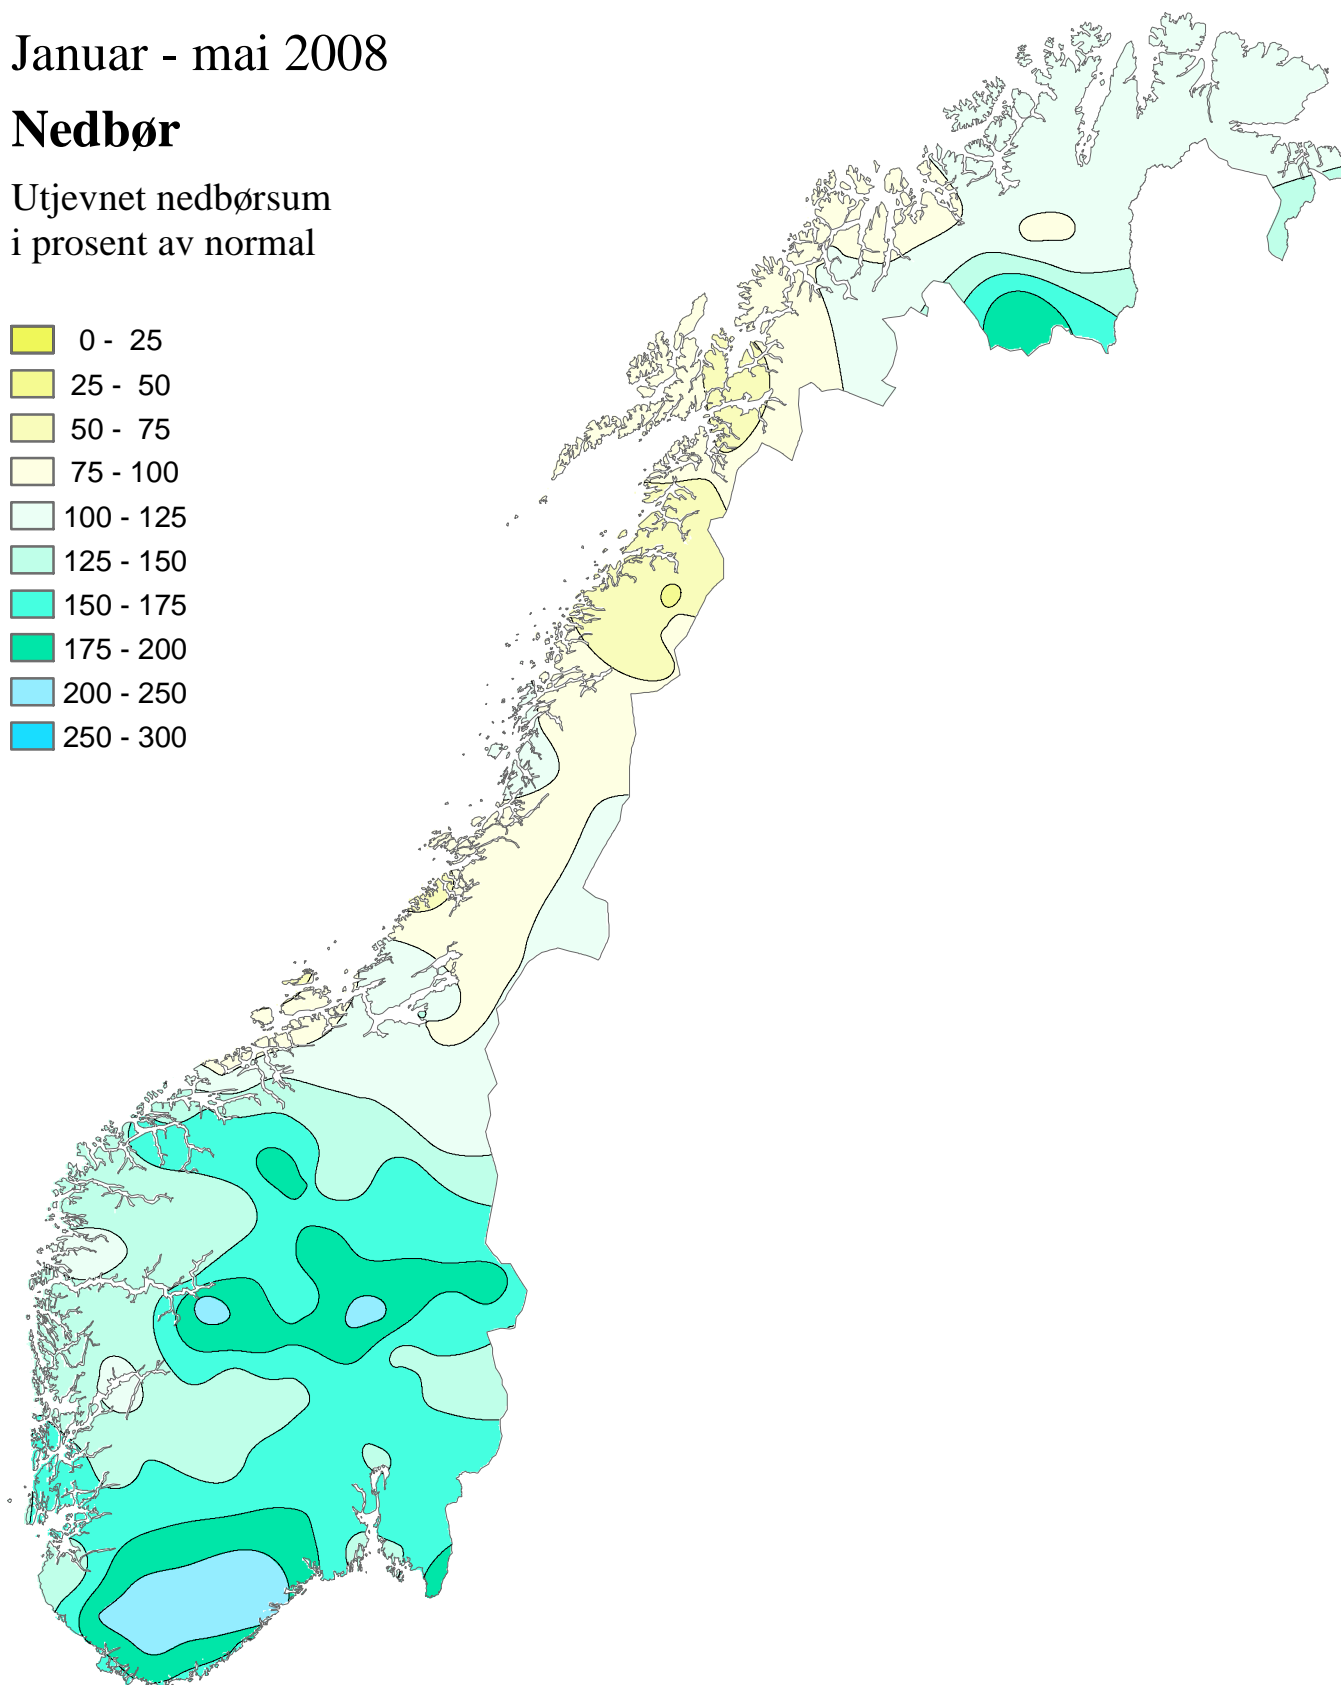 Januar - mai 2008
Nedbør
Utjevnet nedbørsum
i prosent av normal
0 - 25
25 - 50
50 - 75
75 - 100
100 - 125
125 - 150
150 - 175
175 - 200
200 - 250
250 - 300